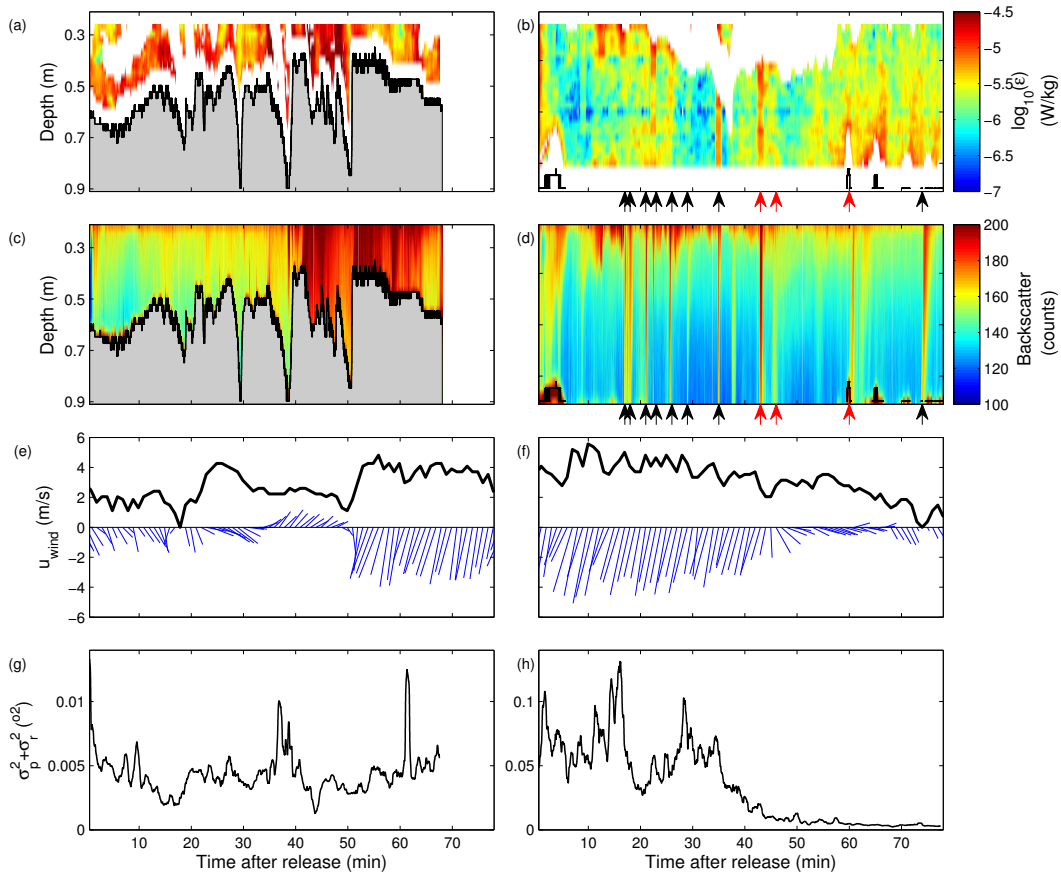 (a)
0.3
0.5
0.7
0.9
Depth (m)
(b)
−4.5
−5
−5.5
−6
−6.5
−7
log10(ε)
(W/kg)
(c)
0.3
0.5
0.7
0.9
Depth (m)
(d)
200
180
160
140
120
100
Backscatter
(counts)
(e)
6
4
2
0
−2
−4
−6
uwind (m/s)
(f)
(g)
0.01
0.005
0
σp2+σr2 (o2)
10 20 30 40 50 60 70
Time after release (min)
(h)
0.1
0.05
0
10 20 30 40 50 60 70
Time after release (min)